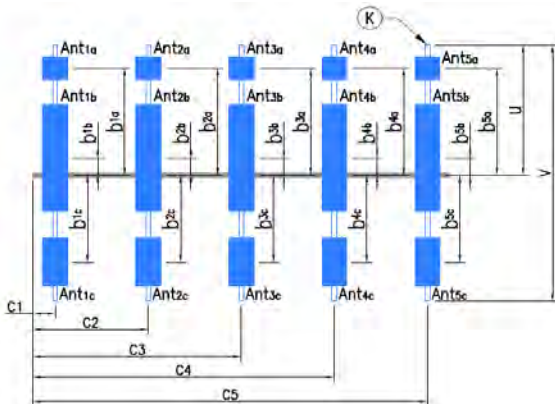 K
Ant1a Ant2a Ant3a Ant4a Ant5a
Ant1b Ant2b Ant3b Ant4b Ant5b
b1b b2b b2a b3b b1a b4b b4a b5b b5a u
v
b1c b2c b3c b4c b5c
Ant1c Ant2c Ant3c Ant4c Ant5c
C1
C2
C3
C4
C5